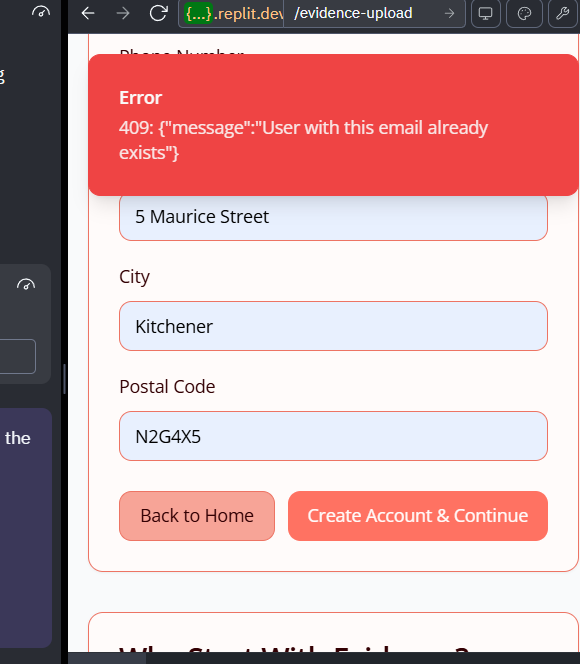 {...}.replit.dev /evidence-upload
Phone Number
Error
409: {"message":"User with this email already
exists"}
5 Maurice Street
City
Kitchener
Postal Code
N2G4X5
the
Back to Home
Create Account & Continue
Why Start With Evidence?